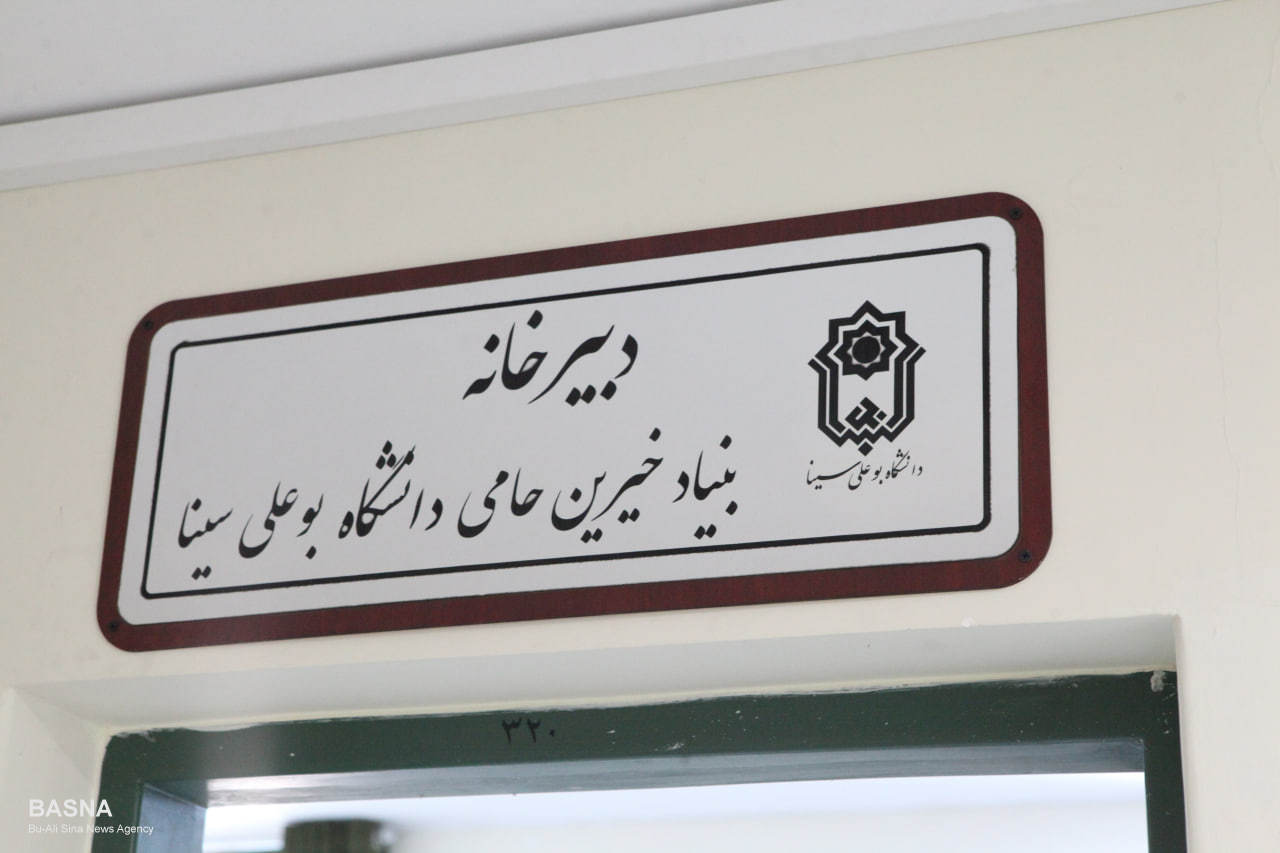 دبیرخانه
بنیاد خیرین حامی دانشگاه بوعلی سینا
دانشگاه بوعلی سینا
۳۲۰
BASNA
Bu-Ali Sina News Agency